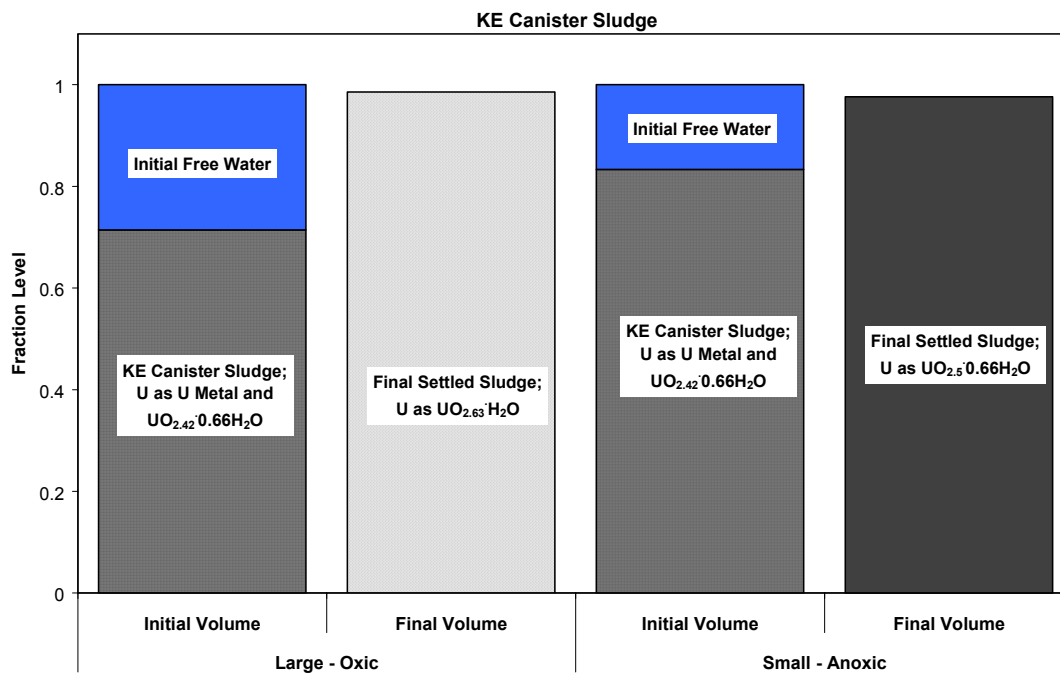 KE Canister Sludge
Fraction Level
1
0.8
0.6
0.4
0.2
0
Initial Free Water
KE Canister Sludge;
U as U Metal and
UO₂.₄₂·0.66H₂O
Final Settled Sludge;
U as UO₂.₆₃·H₂O
Initial Free Water
KE Canister Sludge;
U as U Metal and
UO₂.₄₂·0.66H₂O
Final Settled Sludge;
U as UO₂.₅·0.66H₂O
Initial Volume
Final Volume
Initial Volume
Final Volume
Large - Oxic
Small - Anoxic